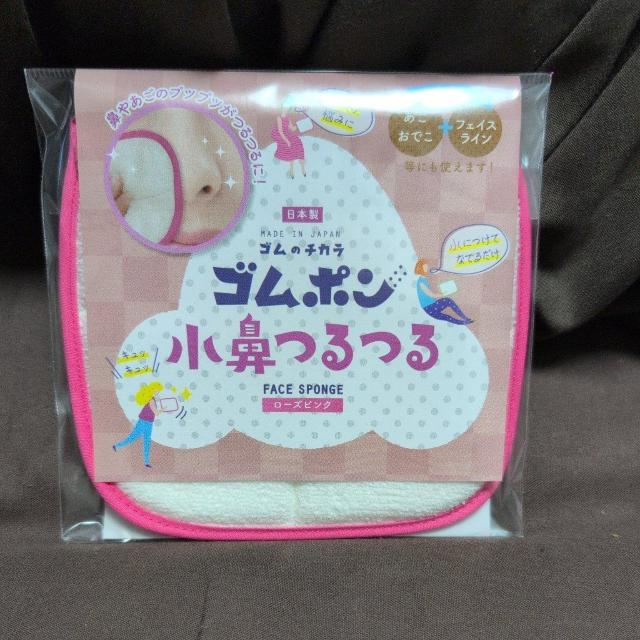 鼻やあごのブツブツがつるつるに!
悩みに
あご
おでこ
+
フェイス
ライン
等にも使えます!
日本製
MADE IN JAPAN
ゴムのチカラ
ゴムポン
小鼻つるつる
FACE SPONGE
ローズピンク
水につけて
なでるだけ
キュッ
キュッ